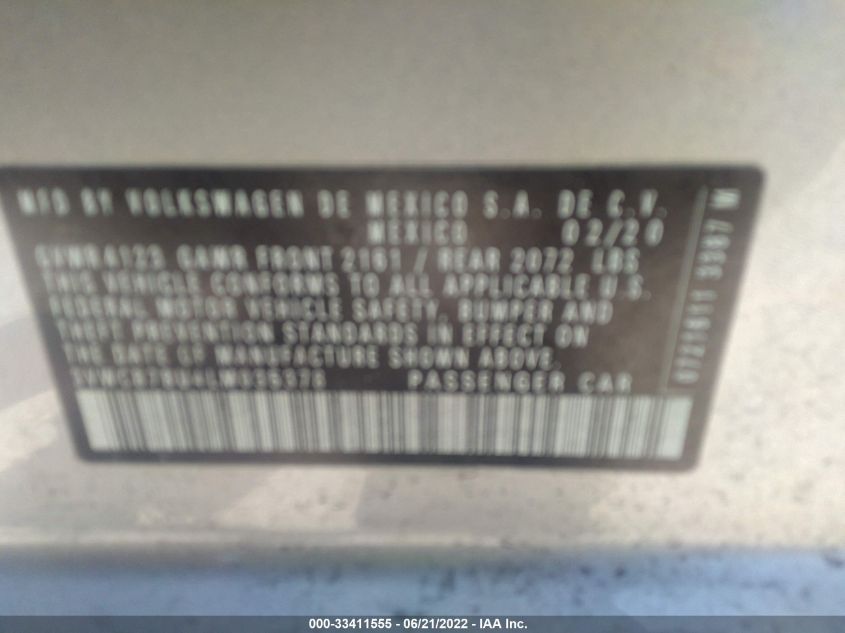 MFD BY VOLKSWAGEN DE MEXICO S.A. DE C.V.
MEXICO 02/20
GAWR FRONT 2161 / REAR 2072 LBS
THIS VEHICLE CONFORMS TO ALL APPLICABLE U.S.
FEDERAL MOTOR VEHICLE SAFETY, BUMPER AND
THEFT PREVENTION STANDARDS IN EFFECT ON
THE DATE OF MANUFACTURE SHOWN ABOVE.
PASSENGER CAR
000-33411555 - 06/21/2022 - IAA Inc.